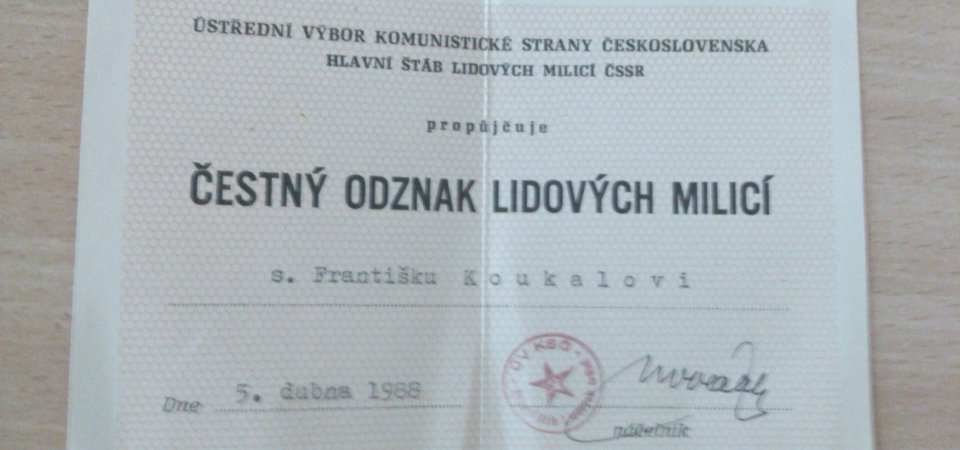 ÚSTŘEDNÍ VÝBOR KOMUNISTICKÉ STRANY ČESKOSLOVENSKA
HLAVNÍ ŠTÁB LIDOVÝCH MILICÍ ČSSR
propůjčuje
ČESTNÝ ODZNAK LIDOVÝCH MILICÍ
s. Františku Koukalovi
ÚV KSČ
Dne 5. dubna 1988
náčelník